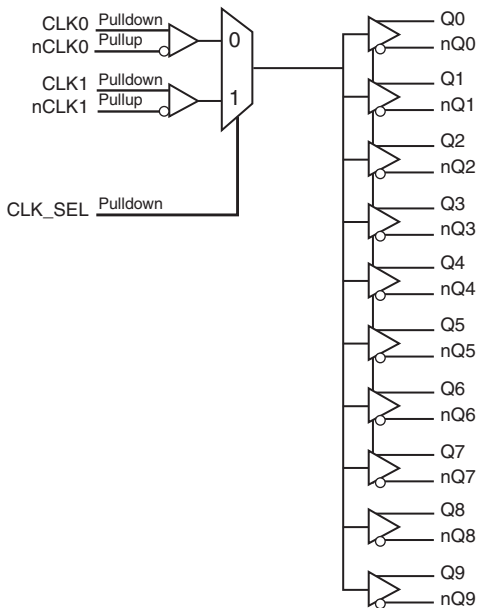 CLK0 Pulldown
nCLK0 Pullup
0
CLK1 Pulldown
nCLK1 Pullup
1
CLK_SEL Pulldown
Q0
nQ0
Q1
nQ1
Q2
nQ2
Q3
nQ3
Q4
nQ4
Q5
nQ5
Q6
nQ6
Q7
nQ7
Q8
nQ8
Q9
nQ9